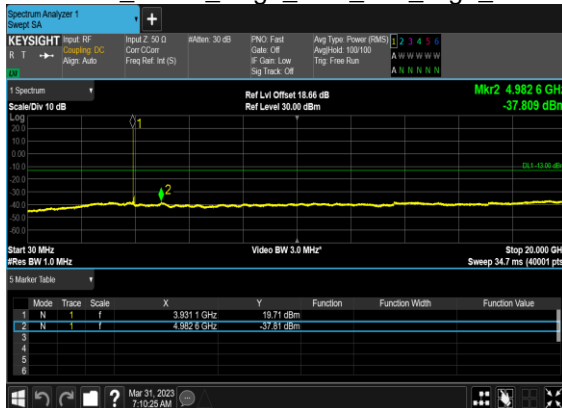 Spectrum Analyzer 1
Swept SA
+
KEYSIGHT Input: RF Input Z: 50 Ω #Atten: 30 dB PNO: Fast Avg Type: Power (RMS) 1 2 3 4 5 6
R T Coupling: DC Corr CCorr Gate: Off Avg|Hold: 100/100 A W W W W W
Align: Auto Freq Ref: Int (S) IF Gain: Low Trig: Free Run
Sig Track: Off A N N N N N
1 Spectrum Ref Lvl Offset 18.66 dB Mkr2 4.982 6 GHz
Scale/Div 10 dB Ref Level 30.00 dBm -37.809 dBm
Log
20.0 1
10.0
0.00
-10.0 DL1 -13.00 dBm
-20.0
-30.0 2
-40.0
-50.0
-60.0
Start 30 MHz Video BW 3.0 MHz* Stop 20.000 GH
#Res BW 1.0 MHz Sweep 34.7 ms (40001 pts
5 Marker Table
Mode Trace Scale X Y Function Function Width Function Value
1 N 1 f 3.931 1 GHz 19.71 dBm
2 N 1 f 4.982 6 GHz -37.81 dBm
3
4
5
6
? Mar 31, 2023
7:10:25 AM